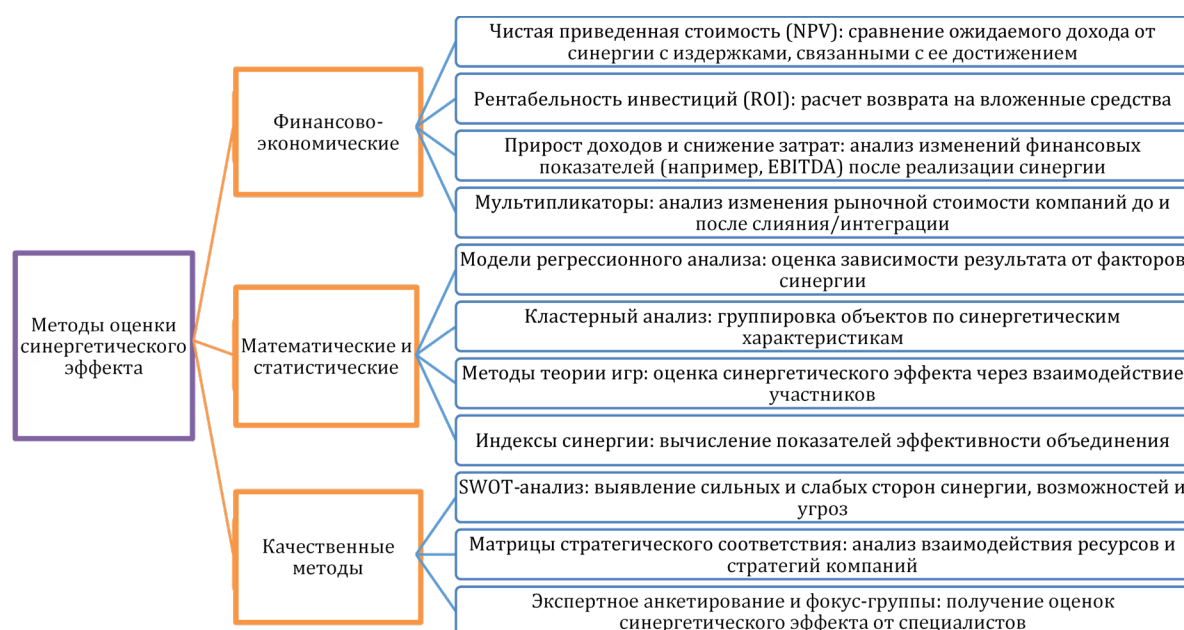 Методы оценки
синергетического
эффекта
Финансово-
экономические
Чистая приведенная стоимость (NPV): сравнение ожидаемого дохода от
синергии с издержками, связанными с ее достижением
Рентабельность инвестиций (ROI): расчет возврата на вложенные средства
Прирост доходов и снижение затрат: анализ изменений финансовых
показателей (например, EBITDA) после реализации синергии
Мультипликаторы: анализ изменения рыночной стоимости компаний до и
после слияния/интеграции
Математические и
статистические
Модели регрессионного анализа: оценка зависимости результата от факторов
синергии
Кластерный анализ: группировка объектов по синергетическим
характеристикам
Методы теории игр: оценка синергетического эффекта через взаимодействие
участников
Индексы синергии: вычисление показателей эффективности объединения
Качественные
методы
SWOT-анализ: выявление сильных и слабых сторон синергии, возможностей и
угроз
Матрицы стратегического соответствия: анализ взаимодействия ресурсов и
стратегий компаний
Экспертное анкетирование и фокус-группы: получение оценок
синергетического эффекта от специалистов